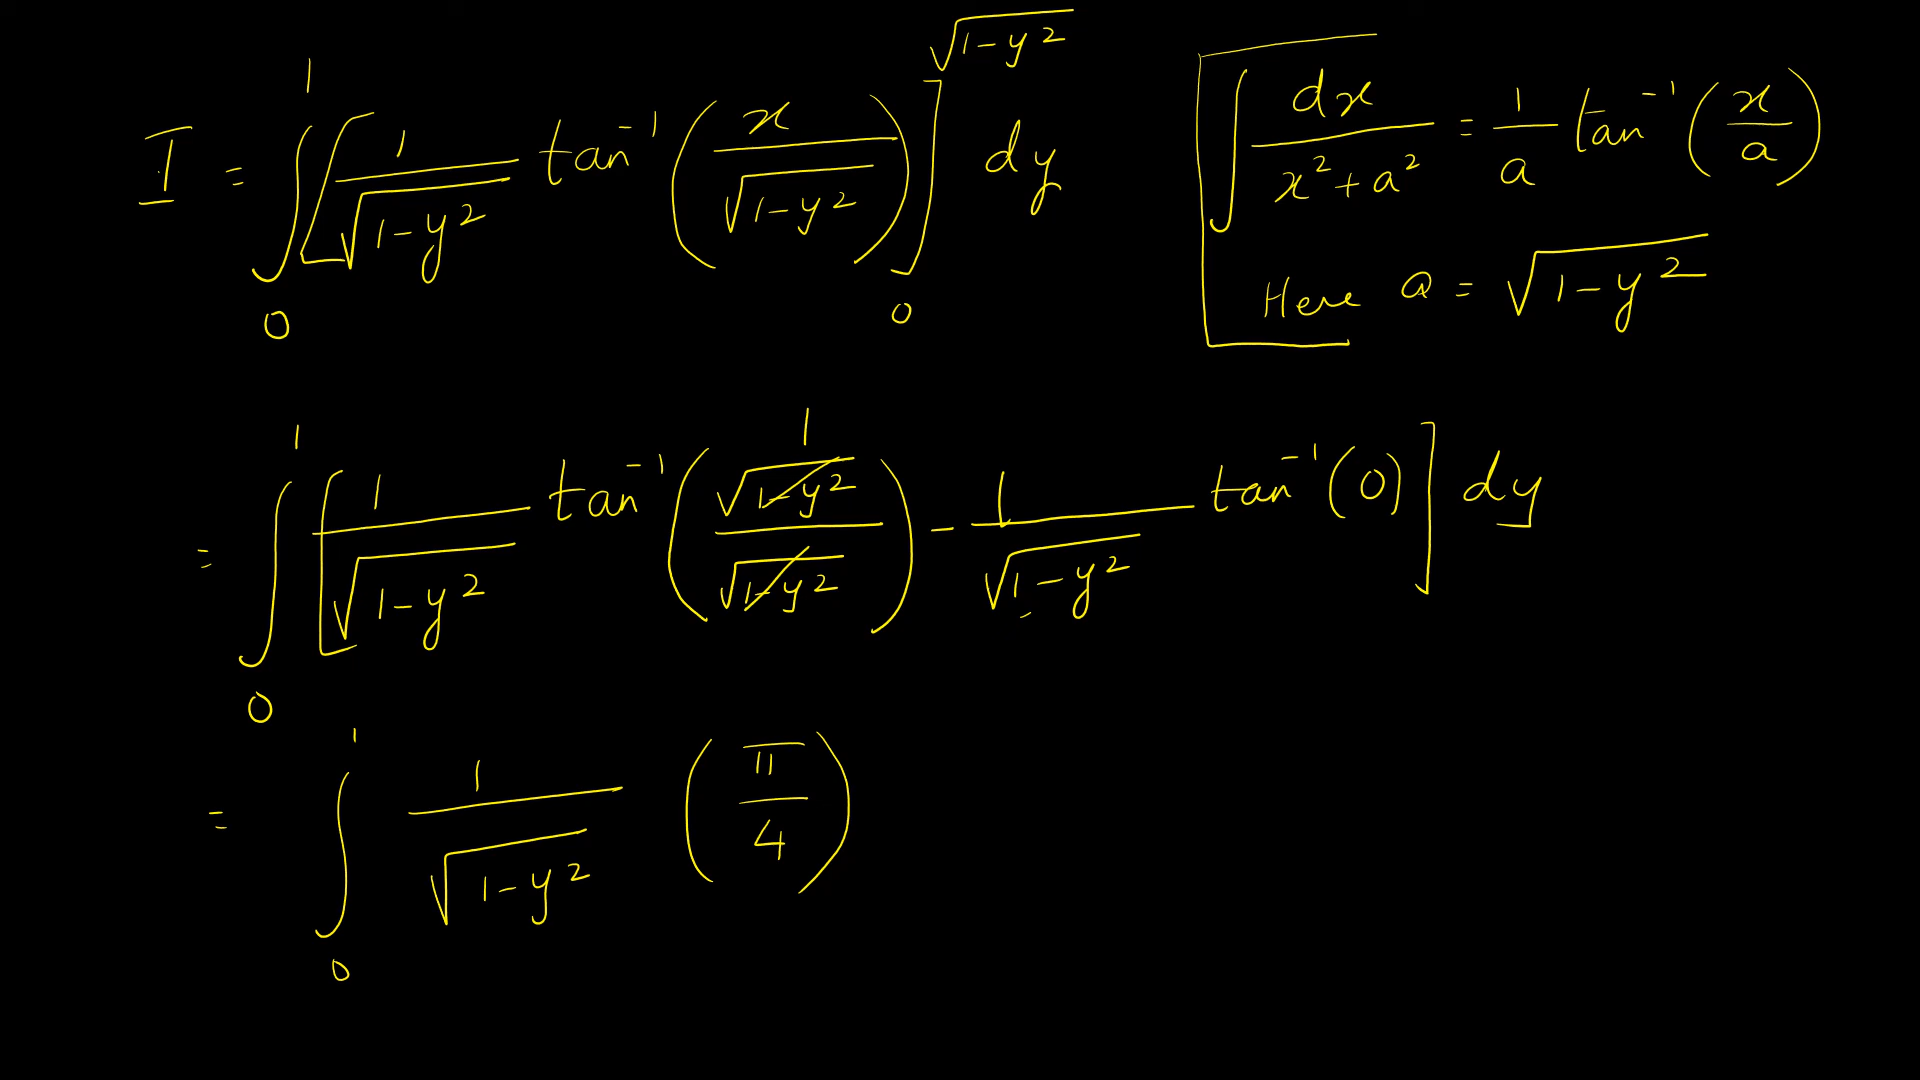 I = ∫₀¹ [ 1/√(1-y²) tan⁻¹( x/√(1-y²) ) ]₀^√(1-y²) dy
∫ dx/(x²+a²) = 1/a tan⁻¹(x/a)
Here a = √(1-y²)
= ∫₀¹ [ 1/√(1-y²) tan⁻¹( √(1-y²)/√(1-y²) ) 1 - 1/√(1-y²) tan⁻¹(0) ] dy
= ∫₀¹ 1/√(1-y²) (π/4)